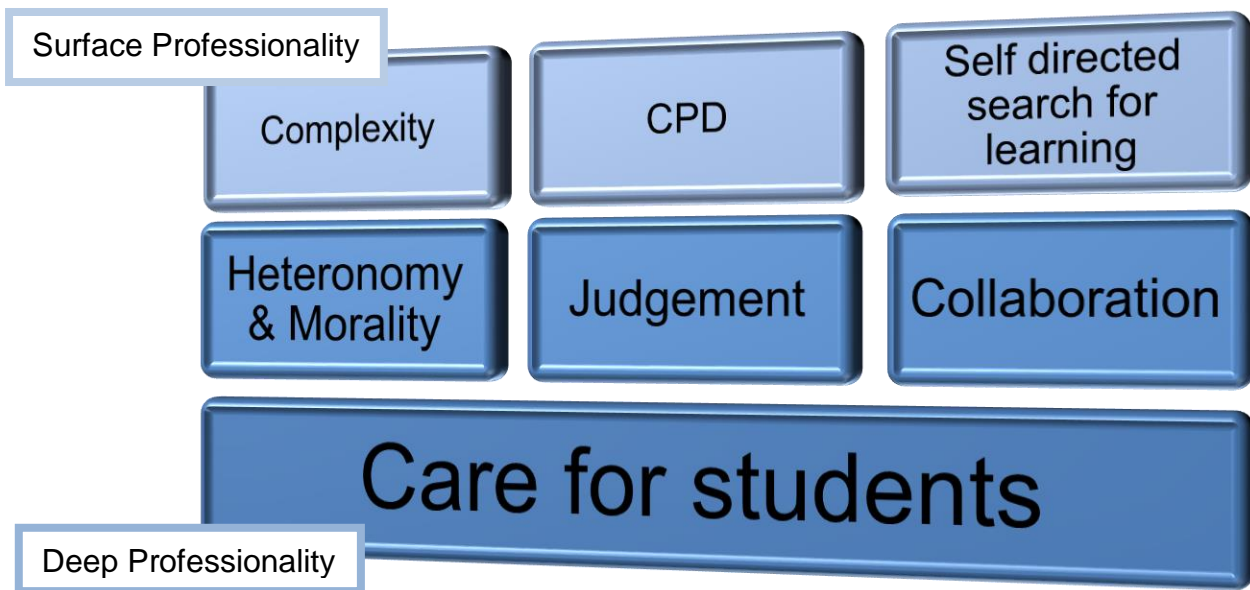 Surface Professionality
Complexity
CPD
Self directed
search for
learning
Heteronomy
& Morality
Judgement
Collaboration
Care for students
Deep Professionality